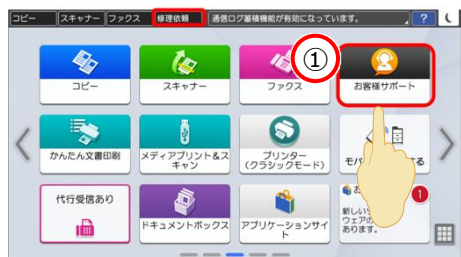 コピー
スキャナー
ファクス
修理依頼
通信ログ蓄積機能が有効になっています。
?
①
コピー
スキャナー
ファクス
お客様サポート
かんたん文書印刷
メディアプリント&ス
キャン
プリンター
(クラシックモード)
モバ
する
代行受信あり
ドキュメントボックス
アプリケーションサイ
ト
お
1
新しい
ウェアの
あります。